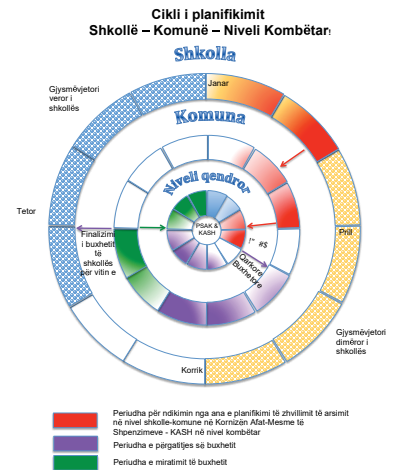 Cikli i planifikimit
Shkollë – Komunë – Niveli Kombëtar!
Shkolla
Gjysmëvjetori
veror i
shkollës
Janar
Komuna
Niveli qendror
Tetor
PSAK &
KASH
Prill
!" #$
Finalizimi
i buxhetit
të
shkollës
për vitin e
Qarkore
Buxhetore
Gjysmëvjetori
dimëror i
shkollës
Korrik
Periudha për ndikimin nga ana e planifikimi të zhvillimit të arsimit
në nivel shkolle-komune në Kornizën Afat-Mesme të
Shpenzimeve - KASH në nivel kombëtar
Periudha e përgatitjes së buxhetit
Periudha e miratimit të buxhetit